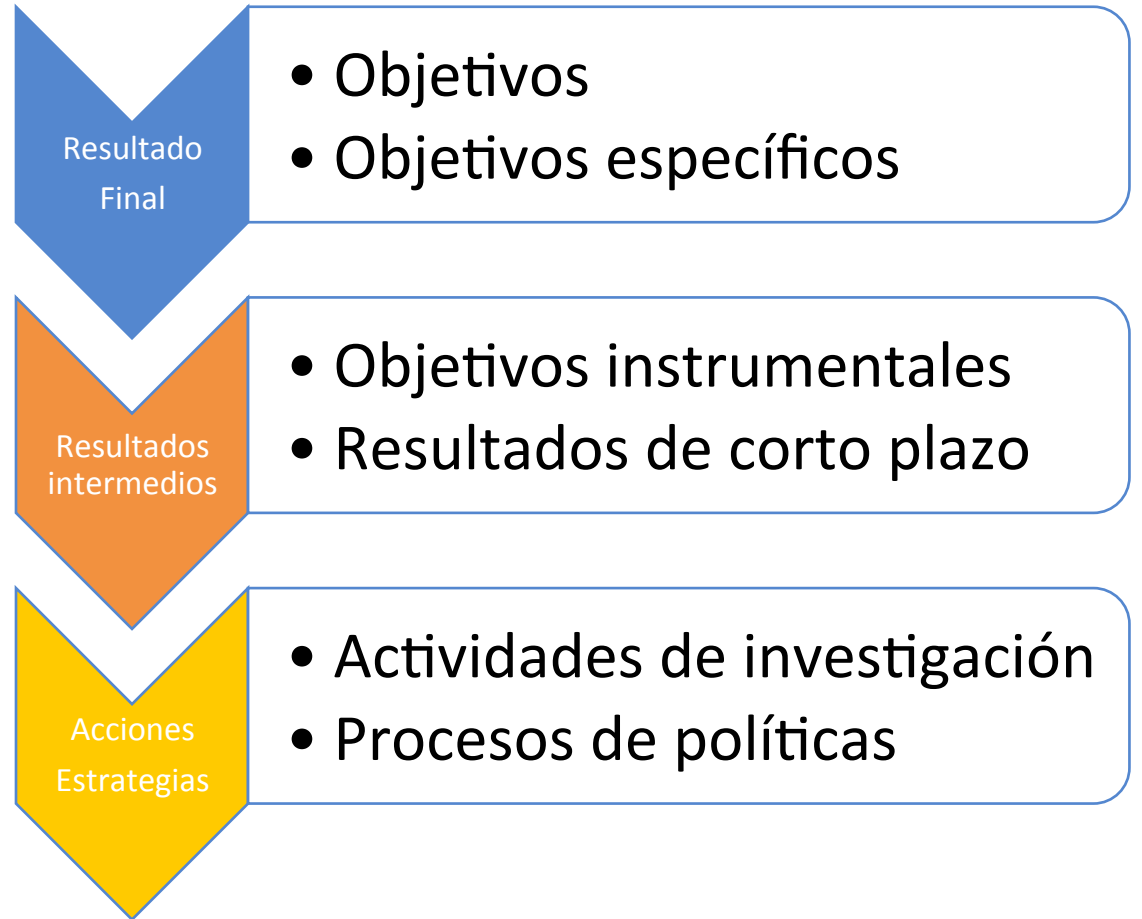 Resultado
Final
• Objetivos
• Objetivos específicos
Resultados
intermedios
• Objetivos instrumentales
• Resultados de corto plazo
Acciones
Estrategias
• Actividades de investigación
• Procesos de políticas